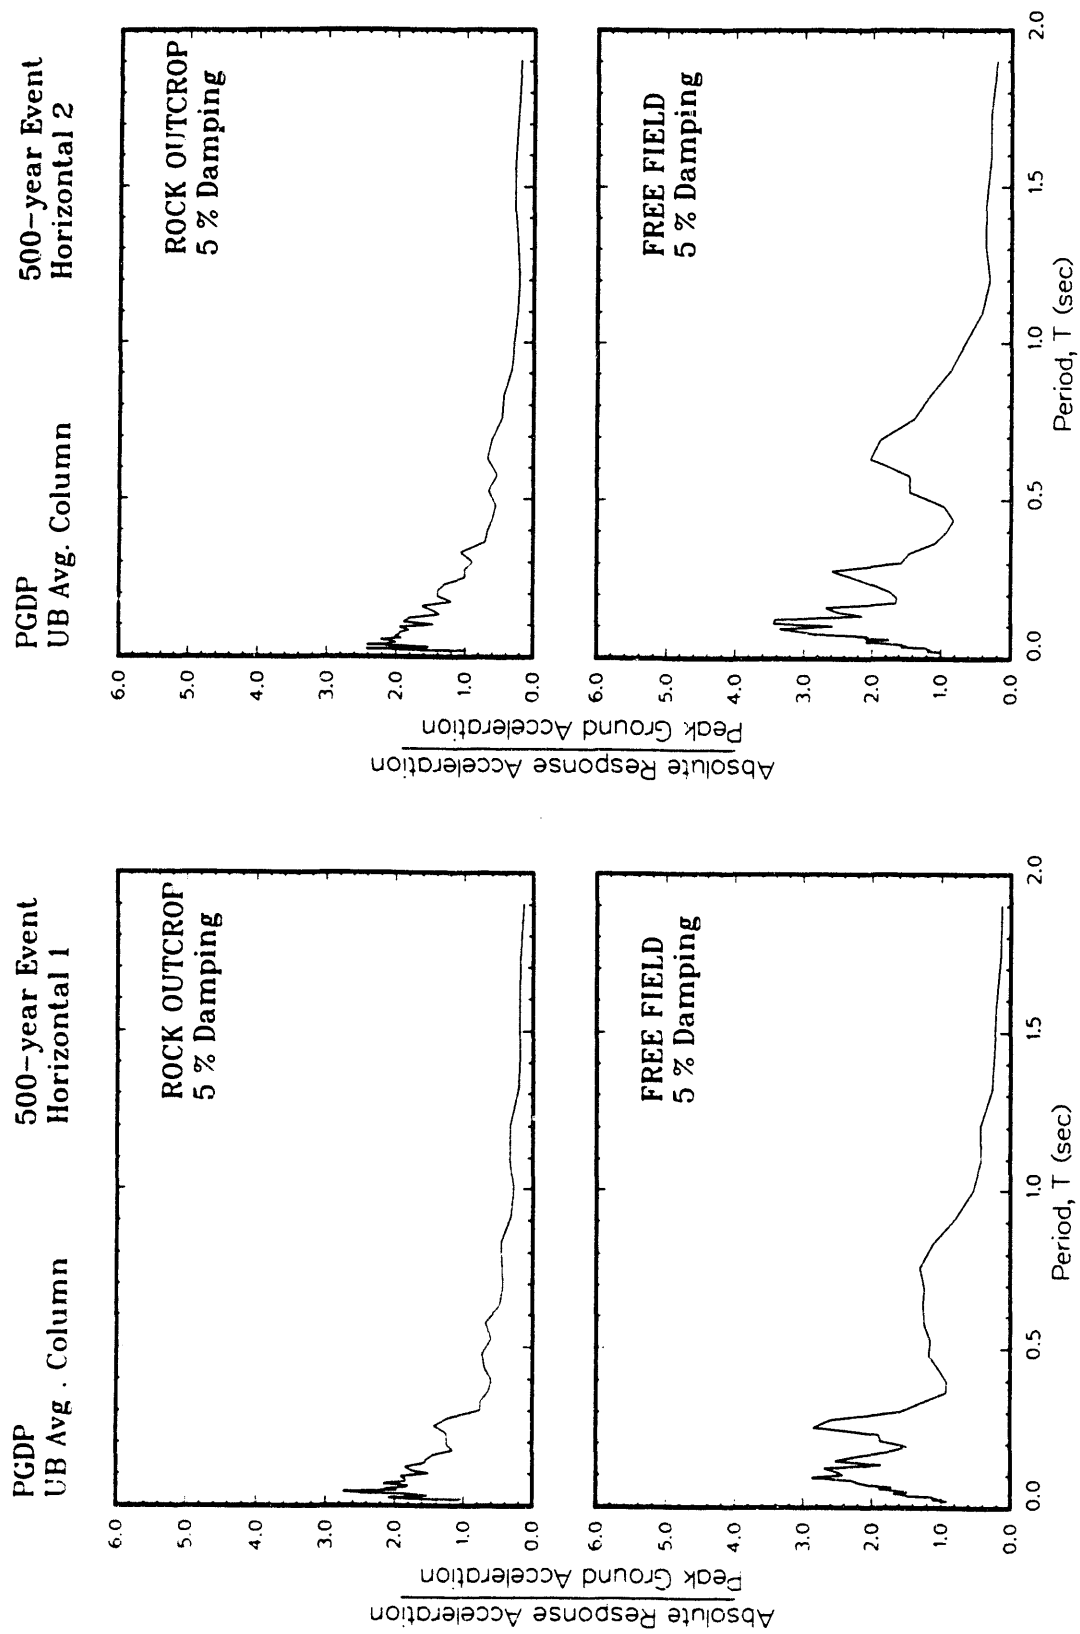 PGDP
UB Avg . Column
500-year Event
Horizontal 1
Absolute Response Acceleration
Peak Ground Acceleration
6.0
5.0
4.0
3.0
2.0
1.0
0.0
ROCK OUTCROP
5 % Damping
Absolute Response Acceleration
Peak Ground Acceleration
6.0
5.0
4.0
3.0
2.0
1.0
0.0
FREE FIELD
5 % Damping
0.0
0.5
1.0
1.5
2.0
Period, T (sec)
PGDP
UB Avg. Column
500-year Event
Horizontal 2
Absolute Response Acceleration
Peak Ground Acceleration
6.0
5.0
4.0
3.0
2.0
1.0
0.0
ROCK OUTCROP
5 % Damping
6.0
5.0
4.0
3.0
2.0
1.0
0.0
FREE FIELD
5 % Damping
0.0
0.5
1.0
1.5
2.0
Period, T (sec)